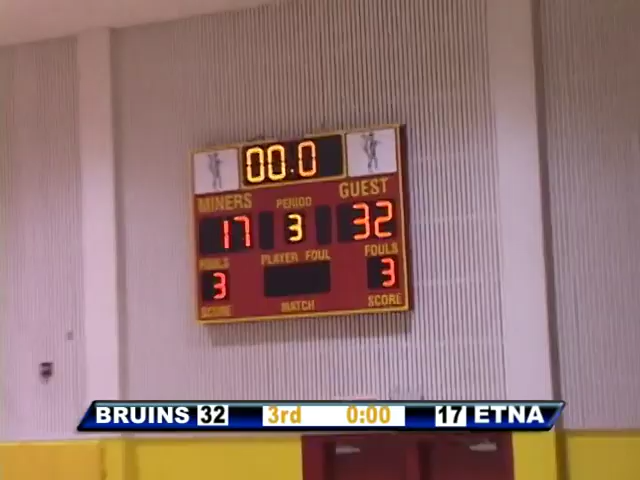 00.0
MINERS PERIOD GUEST
17 3 32
FOULS PLAYER FOUL FOULS
3 3
SCORE MATCH SCORE
BRUINS 32 3rd 0:00 17 ETNA